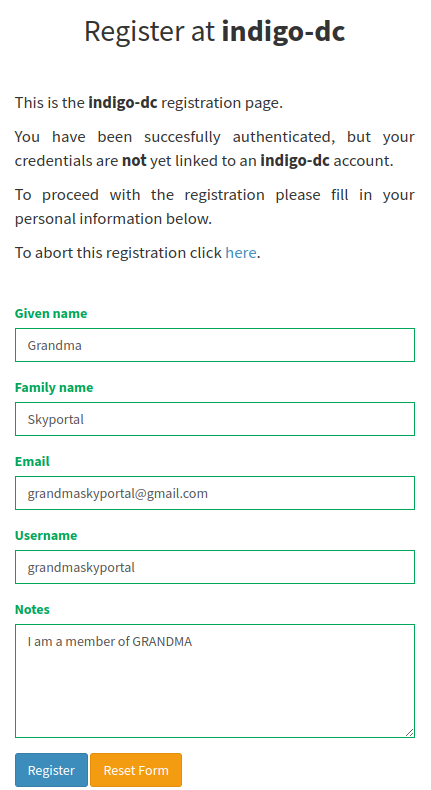 Register at indigo-dc
This is the indigo-dc registration page.
You have been succesfully authenticated, but your
credentials are not yet linked to an indigo-dc account.
To proceed with the registration please fill in your
personal information below.
To abort this registration click here.
Given name
Grandma
Family name
Skyportal
Email
grandmaskyportal@gmail.com
Username
grandmaskyportal
Notes
I am a member of GRANDMA
Register Reset Form